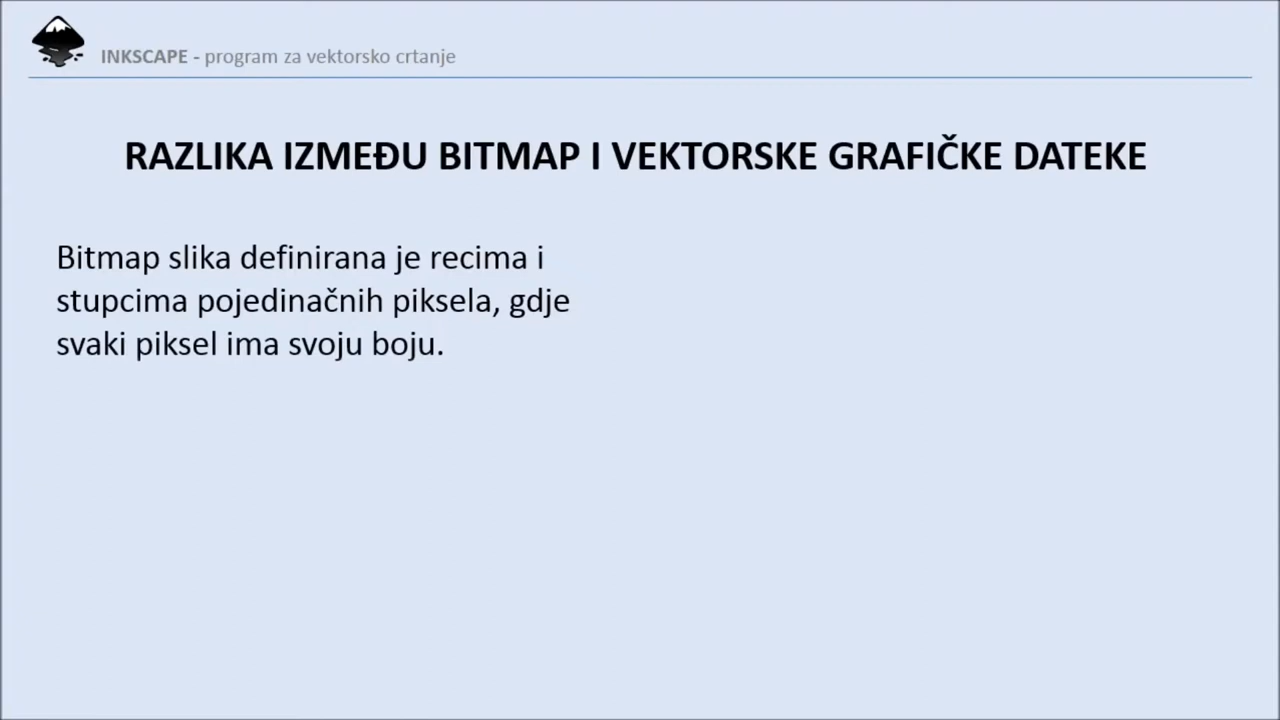 INKSCAPE - program za vektorsko crtanje
RAZLIKA IZMEĐU BITMAP I VEKTORSKE GRAFIČKE DATEKE
Bitmap slika definirana je recima i
stupcima pojedinačnih piksela, gdje
svaki piksel ima svoju boju.